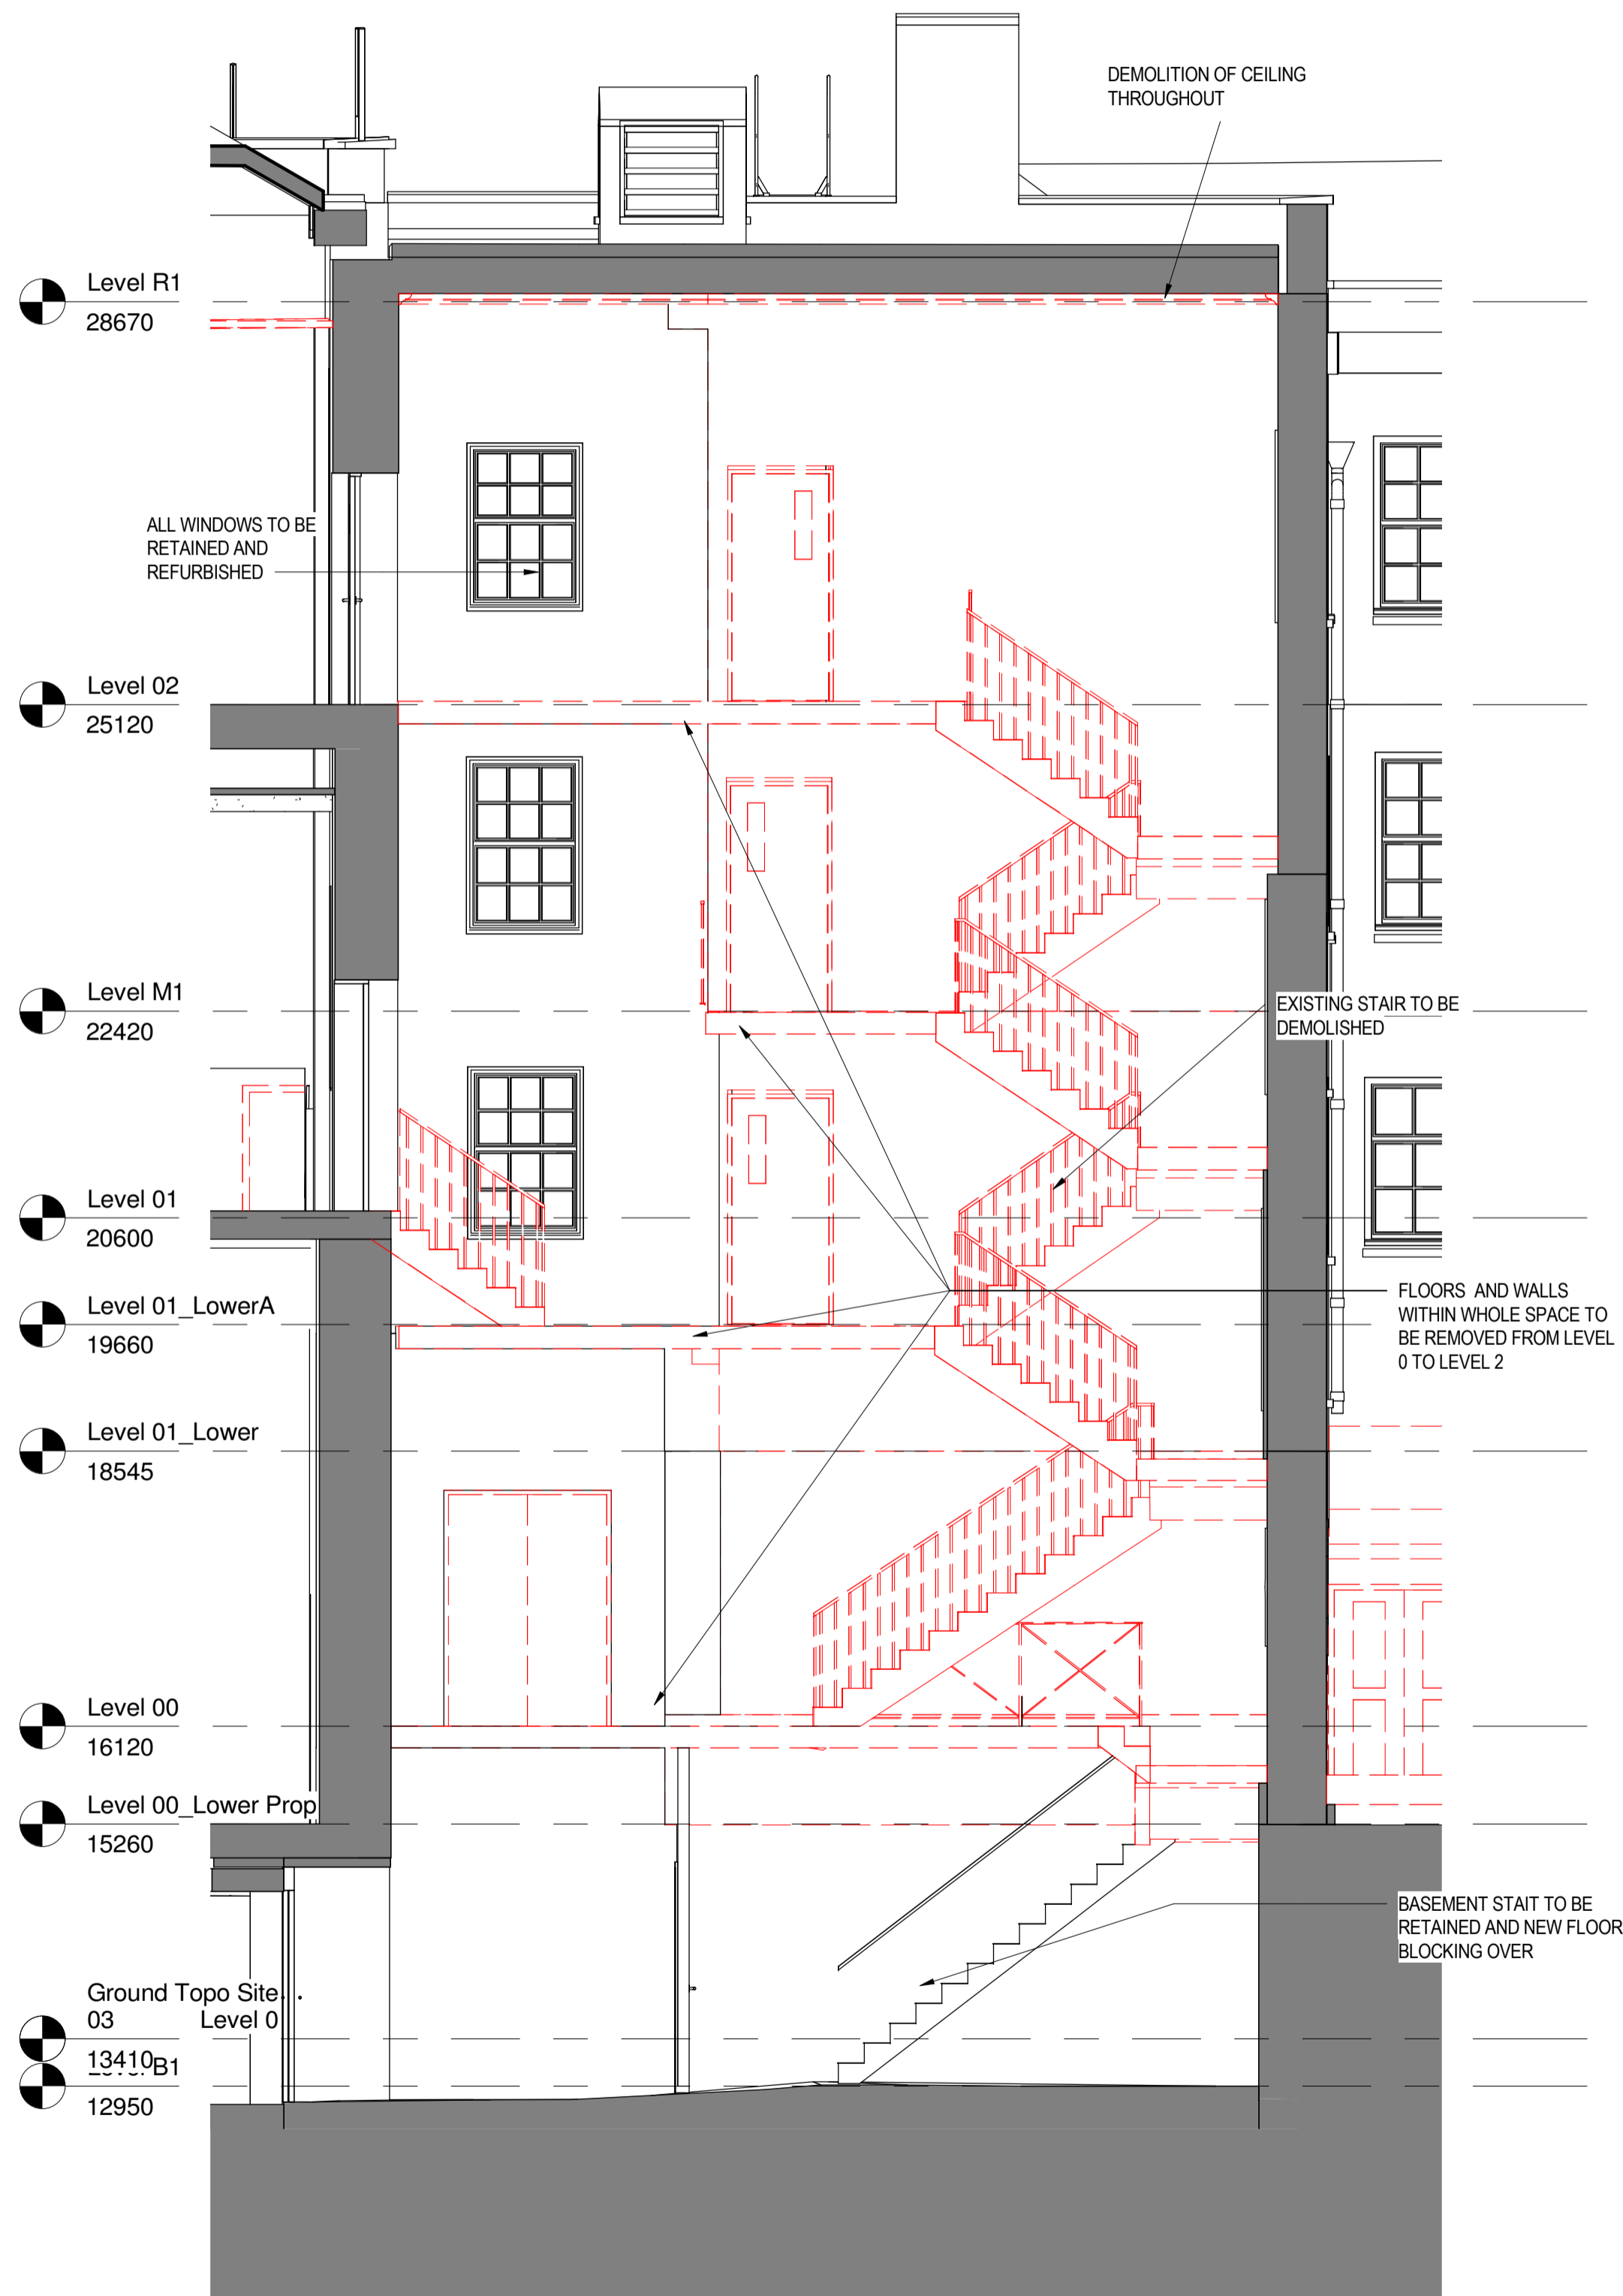 DEMOLITION OF CEILING
THROUGHOUT
Level R1
28670
ALL WINDOWS TO BE
RETAINED AND
REFURBISHED
Level 02
25120
Level M1
22420
EXISTING STAIR TO BE
DEMOLISHED
Level 01
20600
Level 01_LowerA
19660
FLOORS AND WALLS
WITHIN WHOLE SPACE TO
BE REMOVED FROM LEVEL
0 TO LEVEL 2
Level 01_Lower
18545
Level 00
16120
Level 00_Lower Prop
15260
BASEMENT STAIT TO BE
RETAINED AND NEW FLOOR
BLOCKING OVER
Ground Topo Site
03 Level 0
13410
B1
12950